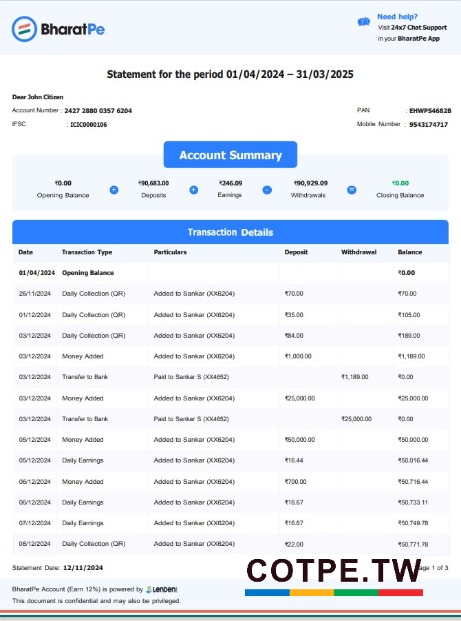 BharatPe
Need help?
Visit 24x7 Chat Support
in your BharatPe App
Statement for the period 01/04/2024 – 31/03/2025
Dear John Citizen
Account Number : 2427 2880 0357 6204
PAN : EHWPS4682B
IFSC : ICIC0000106
Mobile Number : 9543174717
Account Summary
₹0.00 ₹90,683.00 ₹246.09 ₹90,929.09 ₹0.00
Opening Balance + Deposits + Earnings - Withdrawals = Closing Balance
Transaction Details
Date Transaction Type Particulars Deposit Withdrawal Balance
01/04/2024 Opening Balance ₹0.00
26/11/2024 Daily Collection (QR) Added to Sankar (XX6204) ₹70.00 ₹70.00
01/12/2024 Daily Collection (QR) Added to Sankar (XX6204) ₹35.00 ₹105.00
03/12/2024 Daily Collection (QR) Added to Sankar (XX6204) ₹84.00 ₹189.00
03/12/2024 Money Added Added to Sankar (XX6204) ₹1,000.00 ₹1,189.00
03/12/2024 Transfer to Bank Paid to Sankar S (XX4652) ₹1,189.00 ₹0.00
03/12/2024 Money Added Added to Sankar (XX6204) ₹25,000.00 ₹25,000.00
03/12/2024 Transfer to Bank Paid to Sankar S (XX4652) ₹25,000.00 ₹0.00
05/12/2024 Money Added Added to Sankar (XX6204) ₹50,000.00 ₹50,000.00
05/12/2024 Daily Earnings Added to Sankar (XX6204) ₹16.44 ₹50,016.44
06/12/2024 Money Added Added to Sankar (XX6204) ₹700.00 ₹50,716.44
06/12/2024 Daily Earnings Added to Sankar (XX6204) ₹16.67 ₹50,733.11
07/12/2024 Daily Earnings Added to Sankar (XX6204) ₹16.67 ₹50,749.78
08/12/2024 Daily Collection (QR) Added to Sankar (XX6204) ₹22.00 ₹50,771.78
Statement Date: 12/11/2024
COTPE.TW
1 of 3
BharatPe Account (Earn 12%) is powered by LENDEN!
This document is confidential and may also be privileged.